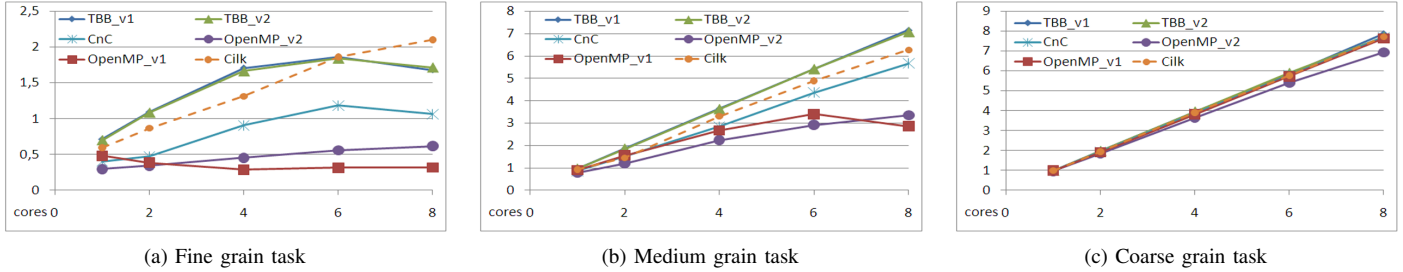 2,5
TBB_v1 TBB_v2
CnC OpenMP_v2
OpenMP_v1 Cilk
2
1,5
1
0,5
0
cores 0 2 4 6 8
(a) Fine grain task
8
TBB_v1 TBB_v2
7
CnC OpenMP_v2
6
OpenMP_v1 Cilk
5
4
3
2
1
0
cores 0 2 4 6 8
(b) Medium grain task
9
TBB_v1 TBB_v2
8
CnC OpenMP_v2
7
OpenMP_v1 Cilk
6
5
4
3
2
1
0
cores 0 2 4 6 8
(c) Coarse grain task